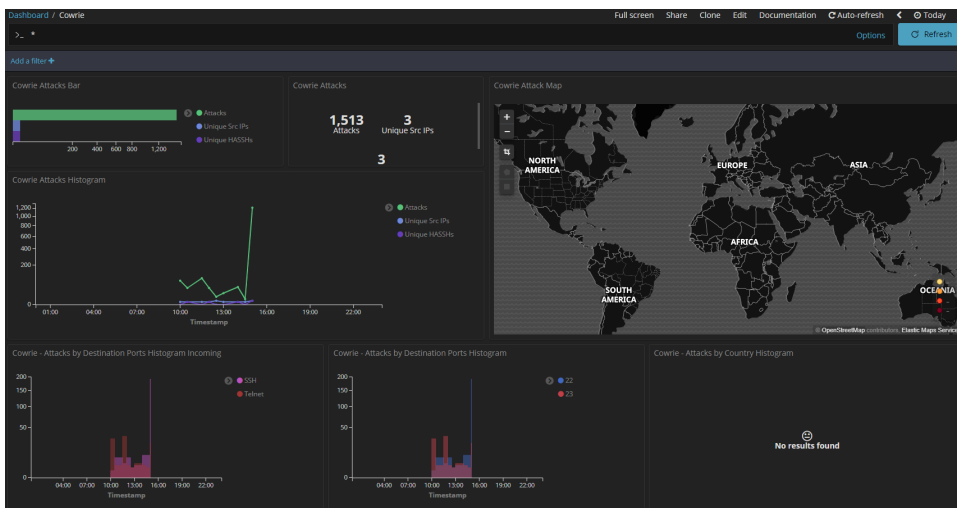 Dashboard / Cowrie
Full screen Share Clone Edit Documentation Auto-refresh Today
>_ *
Options
Refresh
Add a filter +
Cowrie Attacks Bar
Attacks
Unique Src IPs
Unique HASSHs
200 400 600 800 1,200
Cowrie Attacks
1,513
Attacks
3
Unique Src IPs
3
Cowrie Attack Map
+
−
NORTH
AMERICA
EUROPE
ASIA
AFRICA
SOUTH
AMERICA
OCEANIA
© OpenStreetMap contributors, Elastic Maps Service
Cowrie Attacks Histogram
1,200
1,000
800
600
400
200
0
01:00 04:00 07:00 10:00 13:00 16:00 19:00 22:00
Timestamp
Attacks
Unique Src IPs
Unique HASSHs
Cowrie - Attacks by Destination Ports Histogram Incoming
200
150
100
50
0
04:00 07:00 10:00 13:00 16:00 19:00 22:00
Timestamp
SSH
Telnet
Cowrie - Attacks by Destination Ports Histogram
200
150
100
50
0
04:00 07:00 10:00 13:00 16:00 19:00 22:00
Timestamp
22
23
Cowrie - Attacks by Country Histogram
No results found